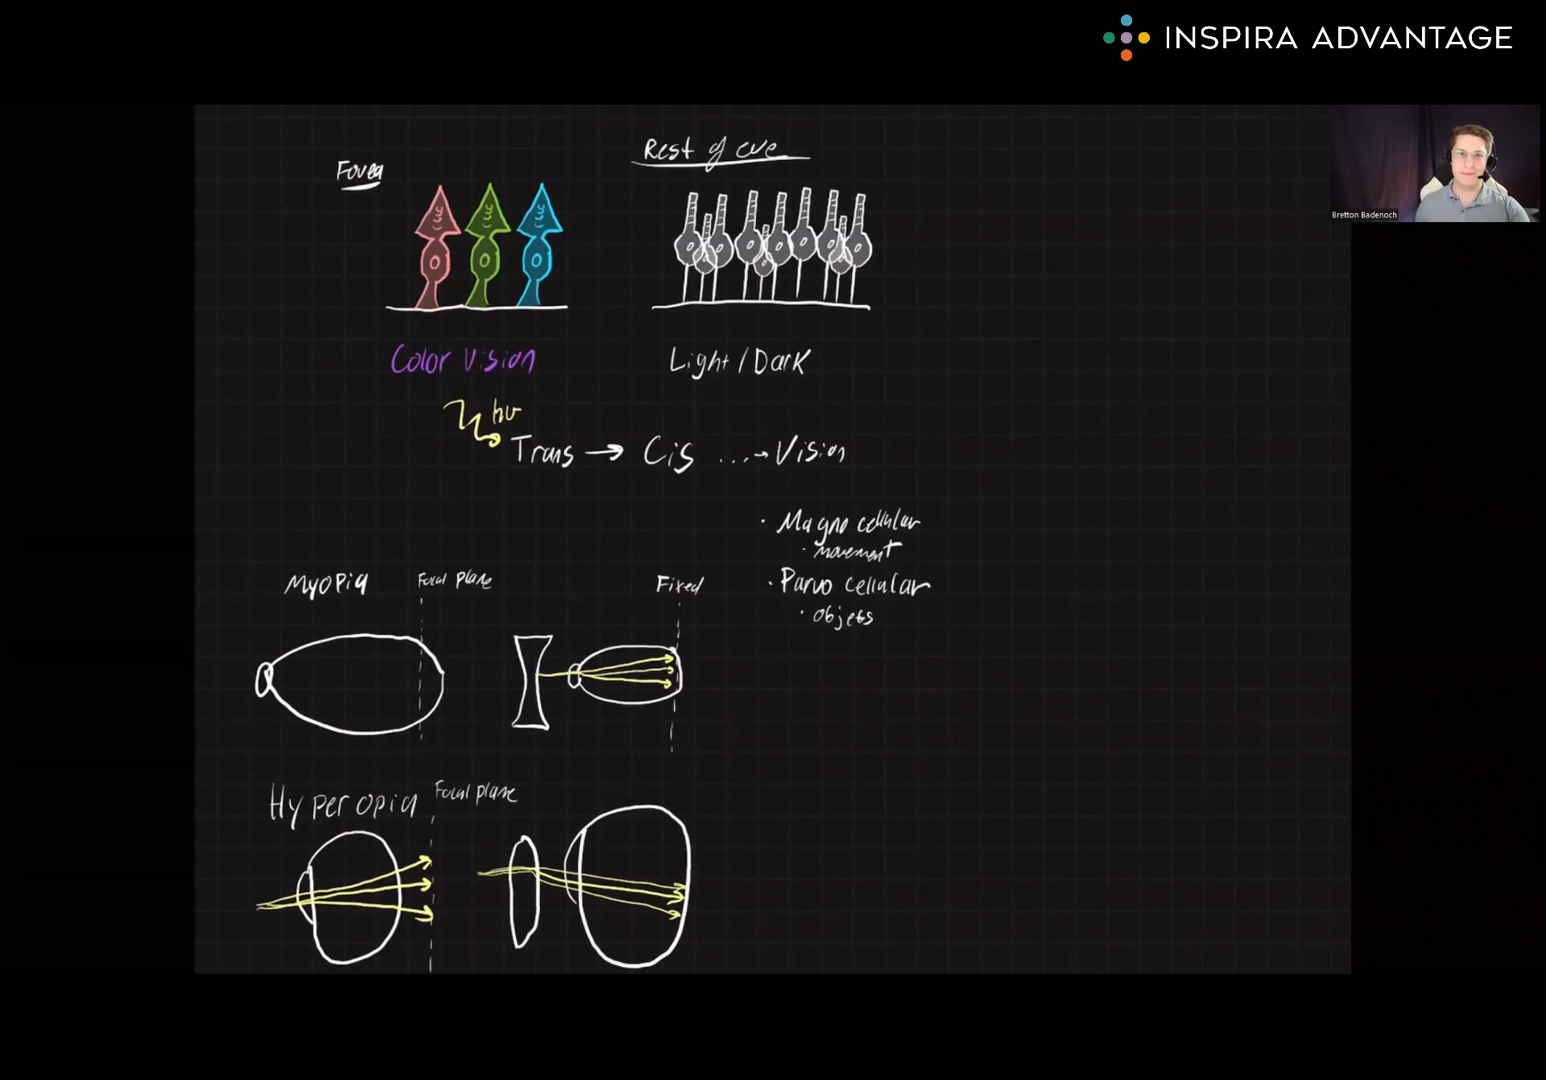 INSPIRA ADVANTAGE
Bretton Badenoch
Fovea
Rest of eye
Color Vision
Light / Dark
hv
Trans → Cis ...→ Vision
· Magno cellular
· movement
· Parvo cellular
· objets
Myopia
Focal plane
Fixed
Hyperopia
Focal plane